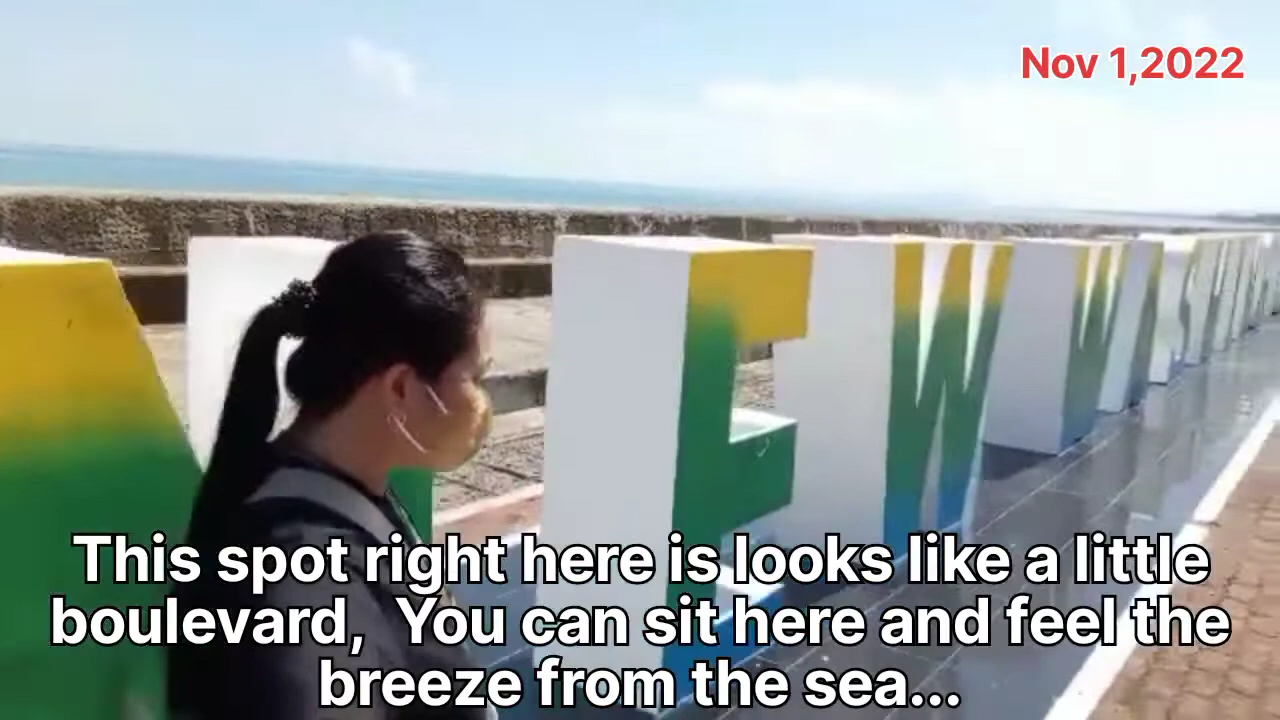 Nov 1,2022
This spot right here is looks like a little
boulevard, You can sit here and feel the
breeze from the sea...